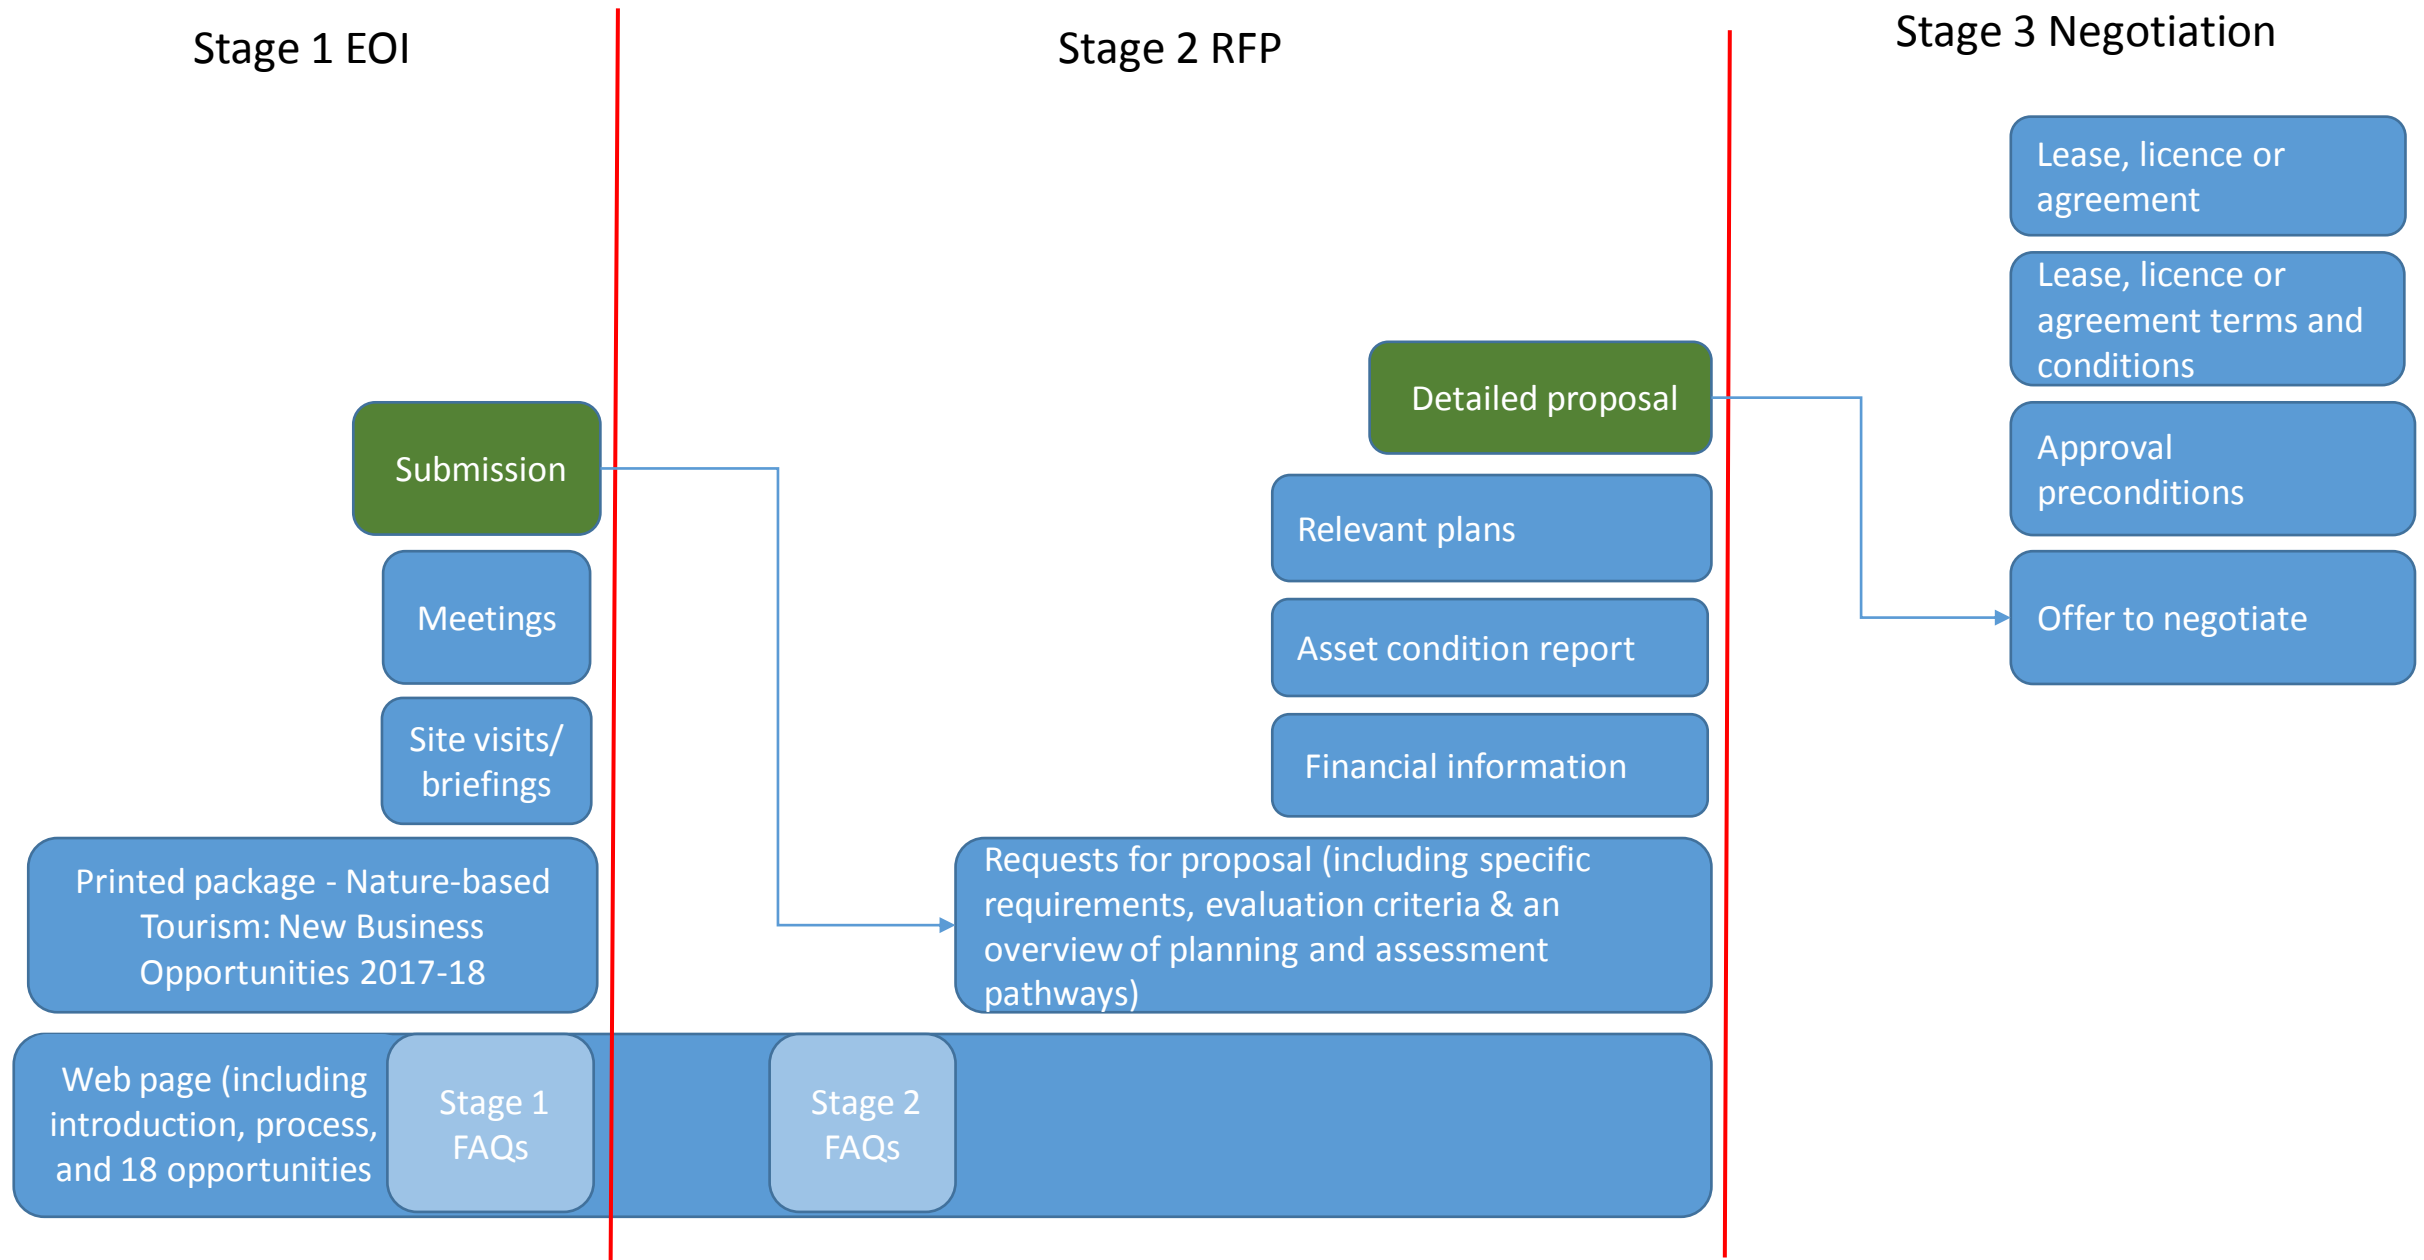 Stage 1 EOI
Stage 2 RFP
Stage 3 Negotiation
Submission
Meetings
Site visits/
briefings
Printed package - Nature-based
Tourism: New Business
Opportunities 2017-18
Web page (including
introduction, process,
and 18 opportunities
Stage 1
FAQs
Stage 2
FAQs
Detailed proposal
Relevant plans
Asset condition report
Financial information
Requests for proposal (including specific
requirements, evaluation criteria & an
overview of planning and assessment
pathways)
Lease, licence or
agreement
Lease, licence or
agreement terms and
conditions
Approval
preconditions
Offer to negotiate